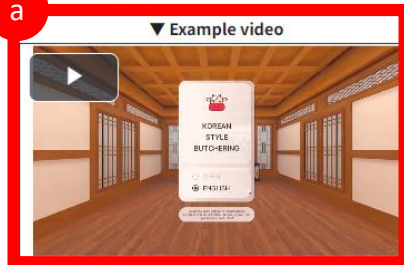 a
▼ Example video
KOREAN
STYLE
BUTCHERING
한국어
ENGLISH